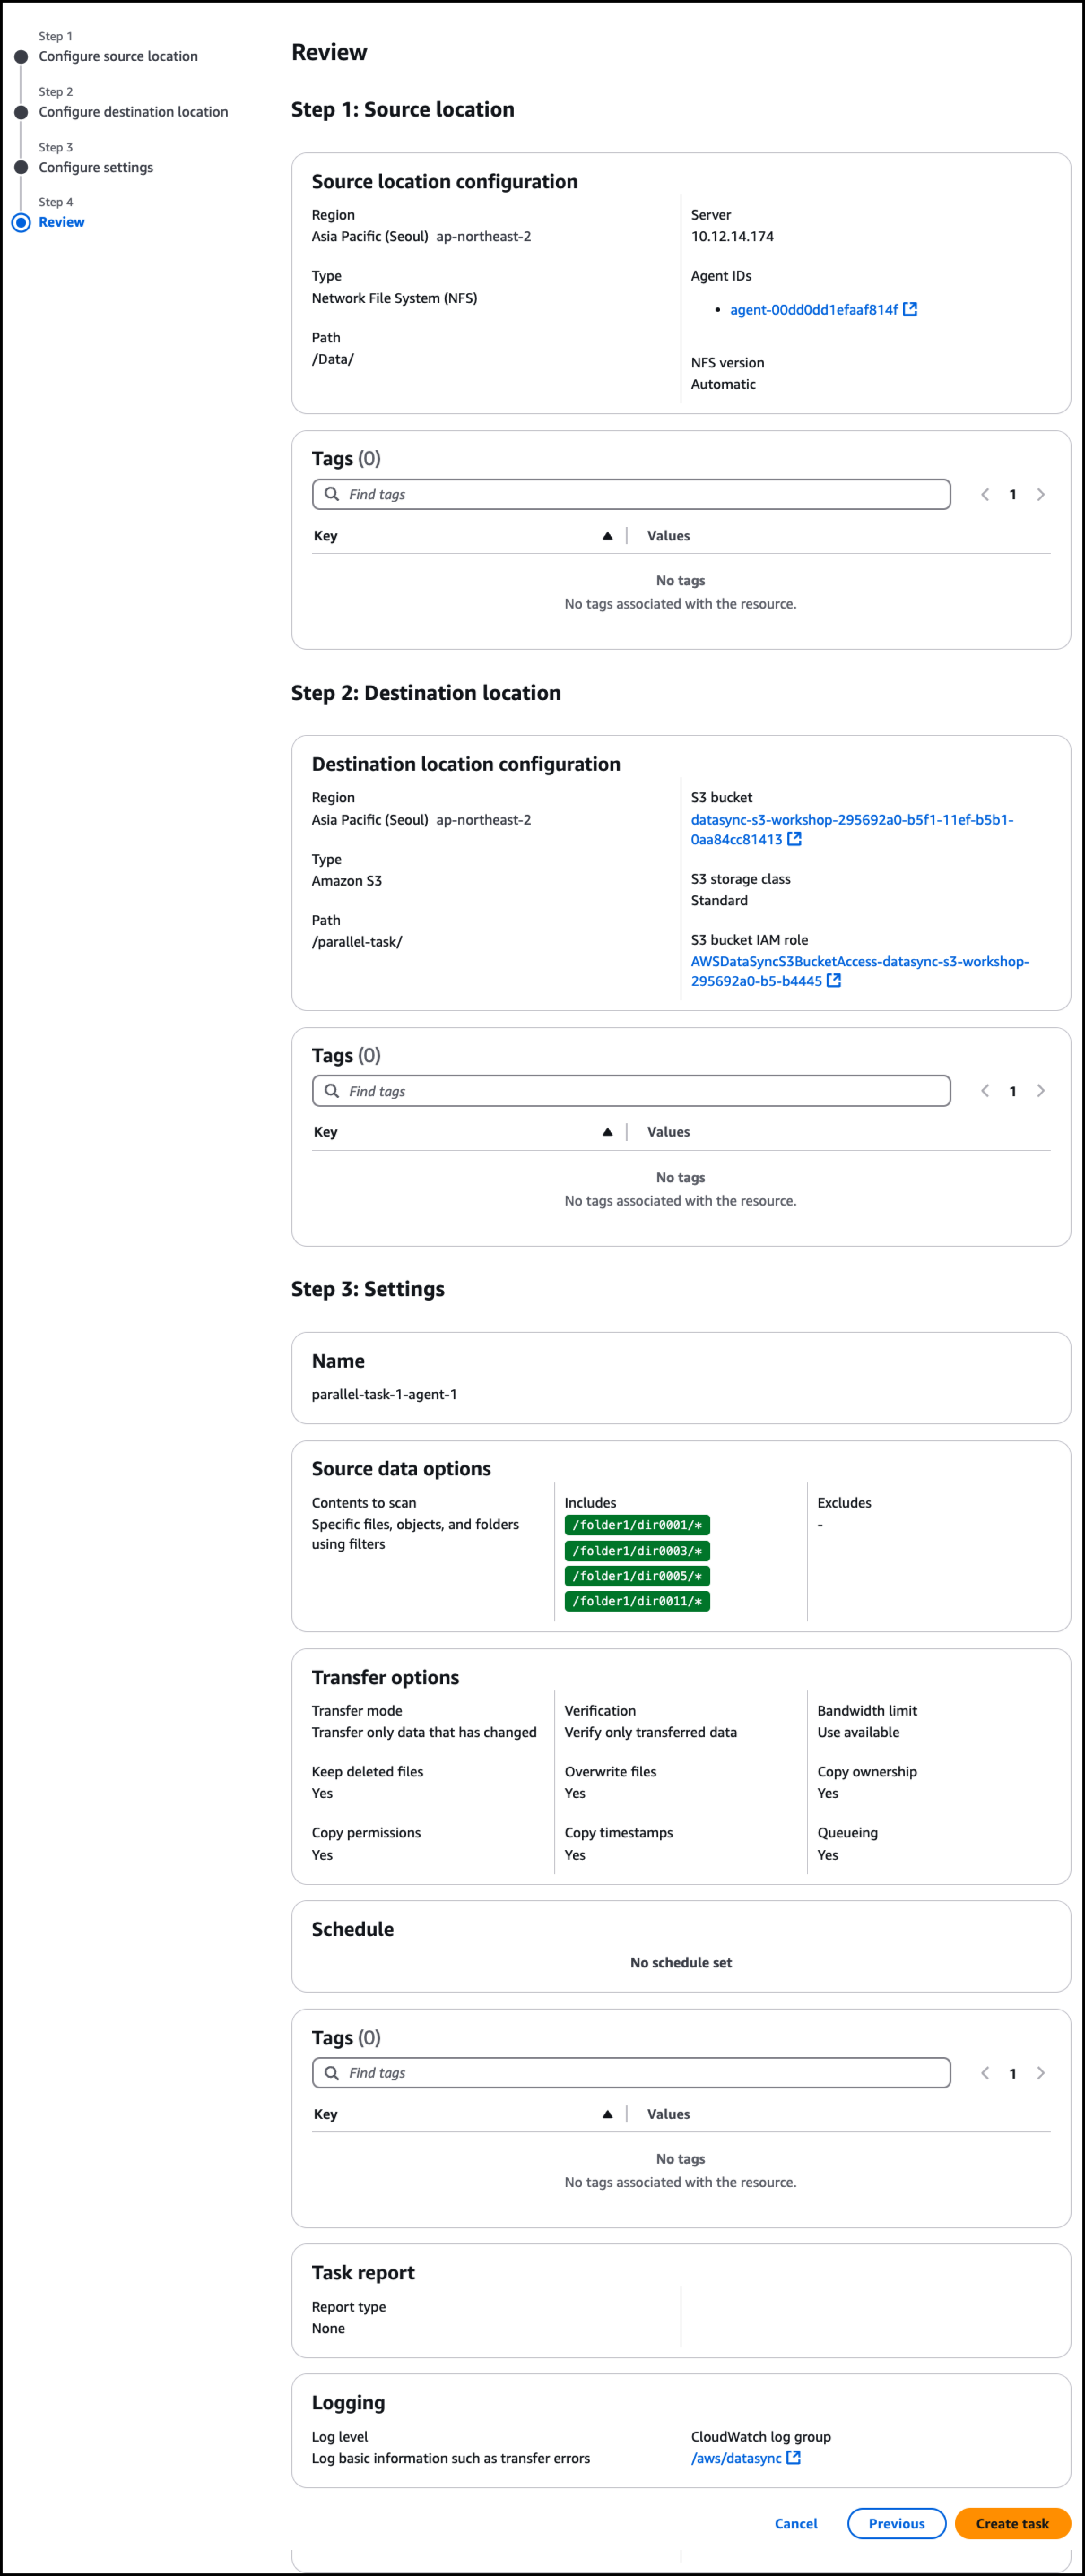 Step 1
Configure source location
Step 2
Configure destination location
Step 3
Configure settings
Step 4
Review
Review
Step 1: Source location
Source location configuration
Region
Asia Pacific (Seoul) ap-northeast-2
Type
Network File System (NFS)
Path
/Data/
Server
10.12.14.174
Agent IDs
• agent-00dd0dd1efaaf814f
NFS version
Automatic
Tags (0)
Find tags
1
Key
Values
No tags
No tags associated with the resource.
Step 2: Destination location
Destination location configuration
Region
Asia Pacific (Seoul) ap-northeast-2
Type
Amazon S3
Path
/parallel-task/
S3 bucket
datasync-s3-workshop-295692a0-b5f1-11ef-b5b1-
0aa84cc81413
S3 storage class
Standard
S3 bucket IAM role
AWSDataSyncS3BucketAccess-datasync-s3-workshop-
295692a0-b5-b4445
Tags (0)
Find tags
1
Key
Values
No tags
No tags associated with the resource.
Step 3: Settings
Name
parallel-task-1-agent-1
Source data options
Contents to scan
Specific files, objects, and folders
using filters
Includes
/folder1/dir0001/*
/folder1/dir0003/*
/folder1/dir0005/*
/folder1/dir0011/*
Excludes
-
Transfer options
Transfer mode
Transfer only data that has changed
Keep deleted files
Yes
Copy permissions
Yes
Verification
Verify only transferred data
Overwrite files
Yes
Copy timestamps
Yes
Bandwidth limit
Use available
Copy ownership
Yes
Queueing
Yes
Schedule
No schedule set
Tags (0)
Find tags
1
Key
Values
No tags
No tags associated with the resource.
Task report
Report type
None
Logging
Log level
Log basic information such as transfer errors
CloudWatch log group
/aws/datasync
Cancel
Previous
Create task